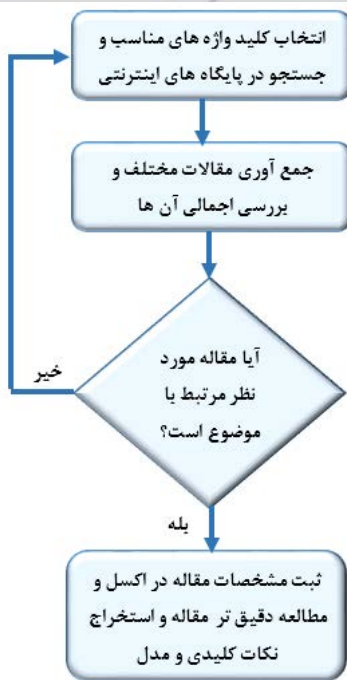 انتخاب کلید واژه های مناسب و
جستجو در پایگاه های اینترنتی
جمع آوری مقالات مختلف و
بررسی اجمالی آن ها
آیا مقاله مورد
نظر مرتبط با
موضوع است؟
خیر
بله
ثبت مشخصات مقاله در اکسل و
مطالعه دقیق تر مقاله و استخراج
نکات کلیدی و مدل